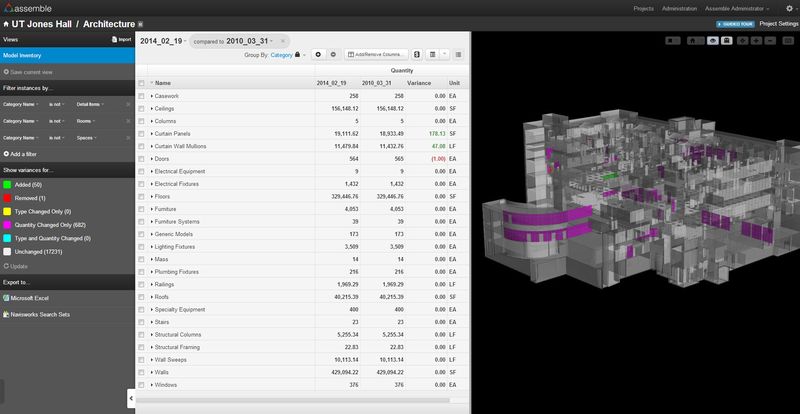 assemble
Projects Administration Assemble Administrator
UT Jones Hall / Architecture
GUIDED TOUR Project Settings
Views Import
Model Inventory
Save current view
Filter instances by...
Category Name is not Detail Items
Category Name is not Rooms
Category Name is not Spaces
Add a filter
Show variances for...
Added (50)
Removed (1)
Type Changed Only (0)
Quantity Changed Only (682)
Type and Quantity Changed (0)
Unchanged (17231)
Update
Export to...
Microsoft Excel
Navisworks Search Sets
2014_02_19 compared to 2010_03_31
Group By: Category Add/Remove Columns...
Quantity
Name 2014_02_19 2010_03_31 Variance Unit
Casework 258 258 0.00 EA
Ceilings 156,148.12 156,148.12 0.00 SF
Columns 5 5 0.00 EA
Curtain Panels 19,111.62 18,933.49 178.13 SF
Curtain Wall Mullions 11,479.84 11,432.76 47.08 LF
Doors 564 565 (1.00) EA
Electrical Equipment 9 9 0.00 EA
Electrical Fixtures 1,432 1,432 0.00 EA
Floors 329,446.76 329,446.76 0.00 SF
Furniture 4,053 4,053 0.00 EA
Furniture Systems 39 39 0.00 EA
Generic Models 173 173 0.00 EA
Lighting Fixtures 3,509 3,509 0.00 EA
Mass 14 14 0.00 EA
Plumbing Fixtures 216 216 0.00 EA
Railings 1,969.29 1,969.29 0.00 LF
Roofs 40,215.39 40,215.39 0.00 SF
Specialty Equipment 400 400 0.00 EA
Stairs 23 23 0.00 EA
Structural Columns 5,255.34 5,255.34 0.00 LF
Structural Framing 22.83 22.83 0.00 LF
Wall Sweeps 10,113.14 10,113.14 0.00 LF
Walls 429,094.22 429,094.22 0.00 SF
Windows 376 376 0.00 EA